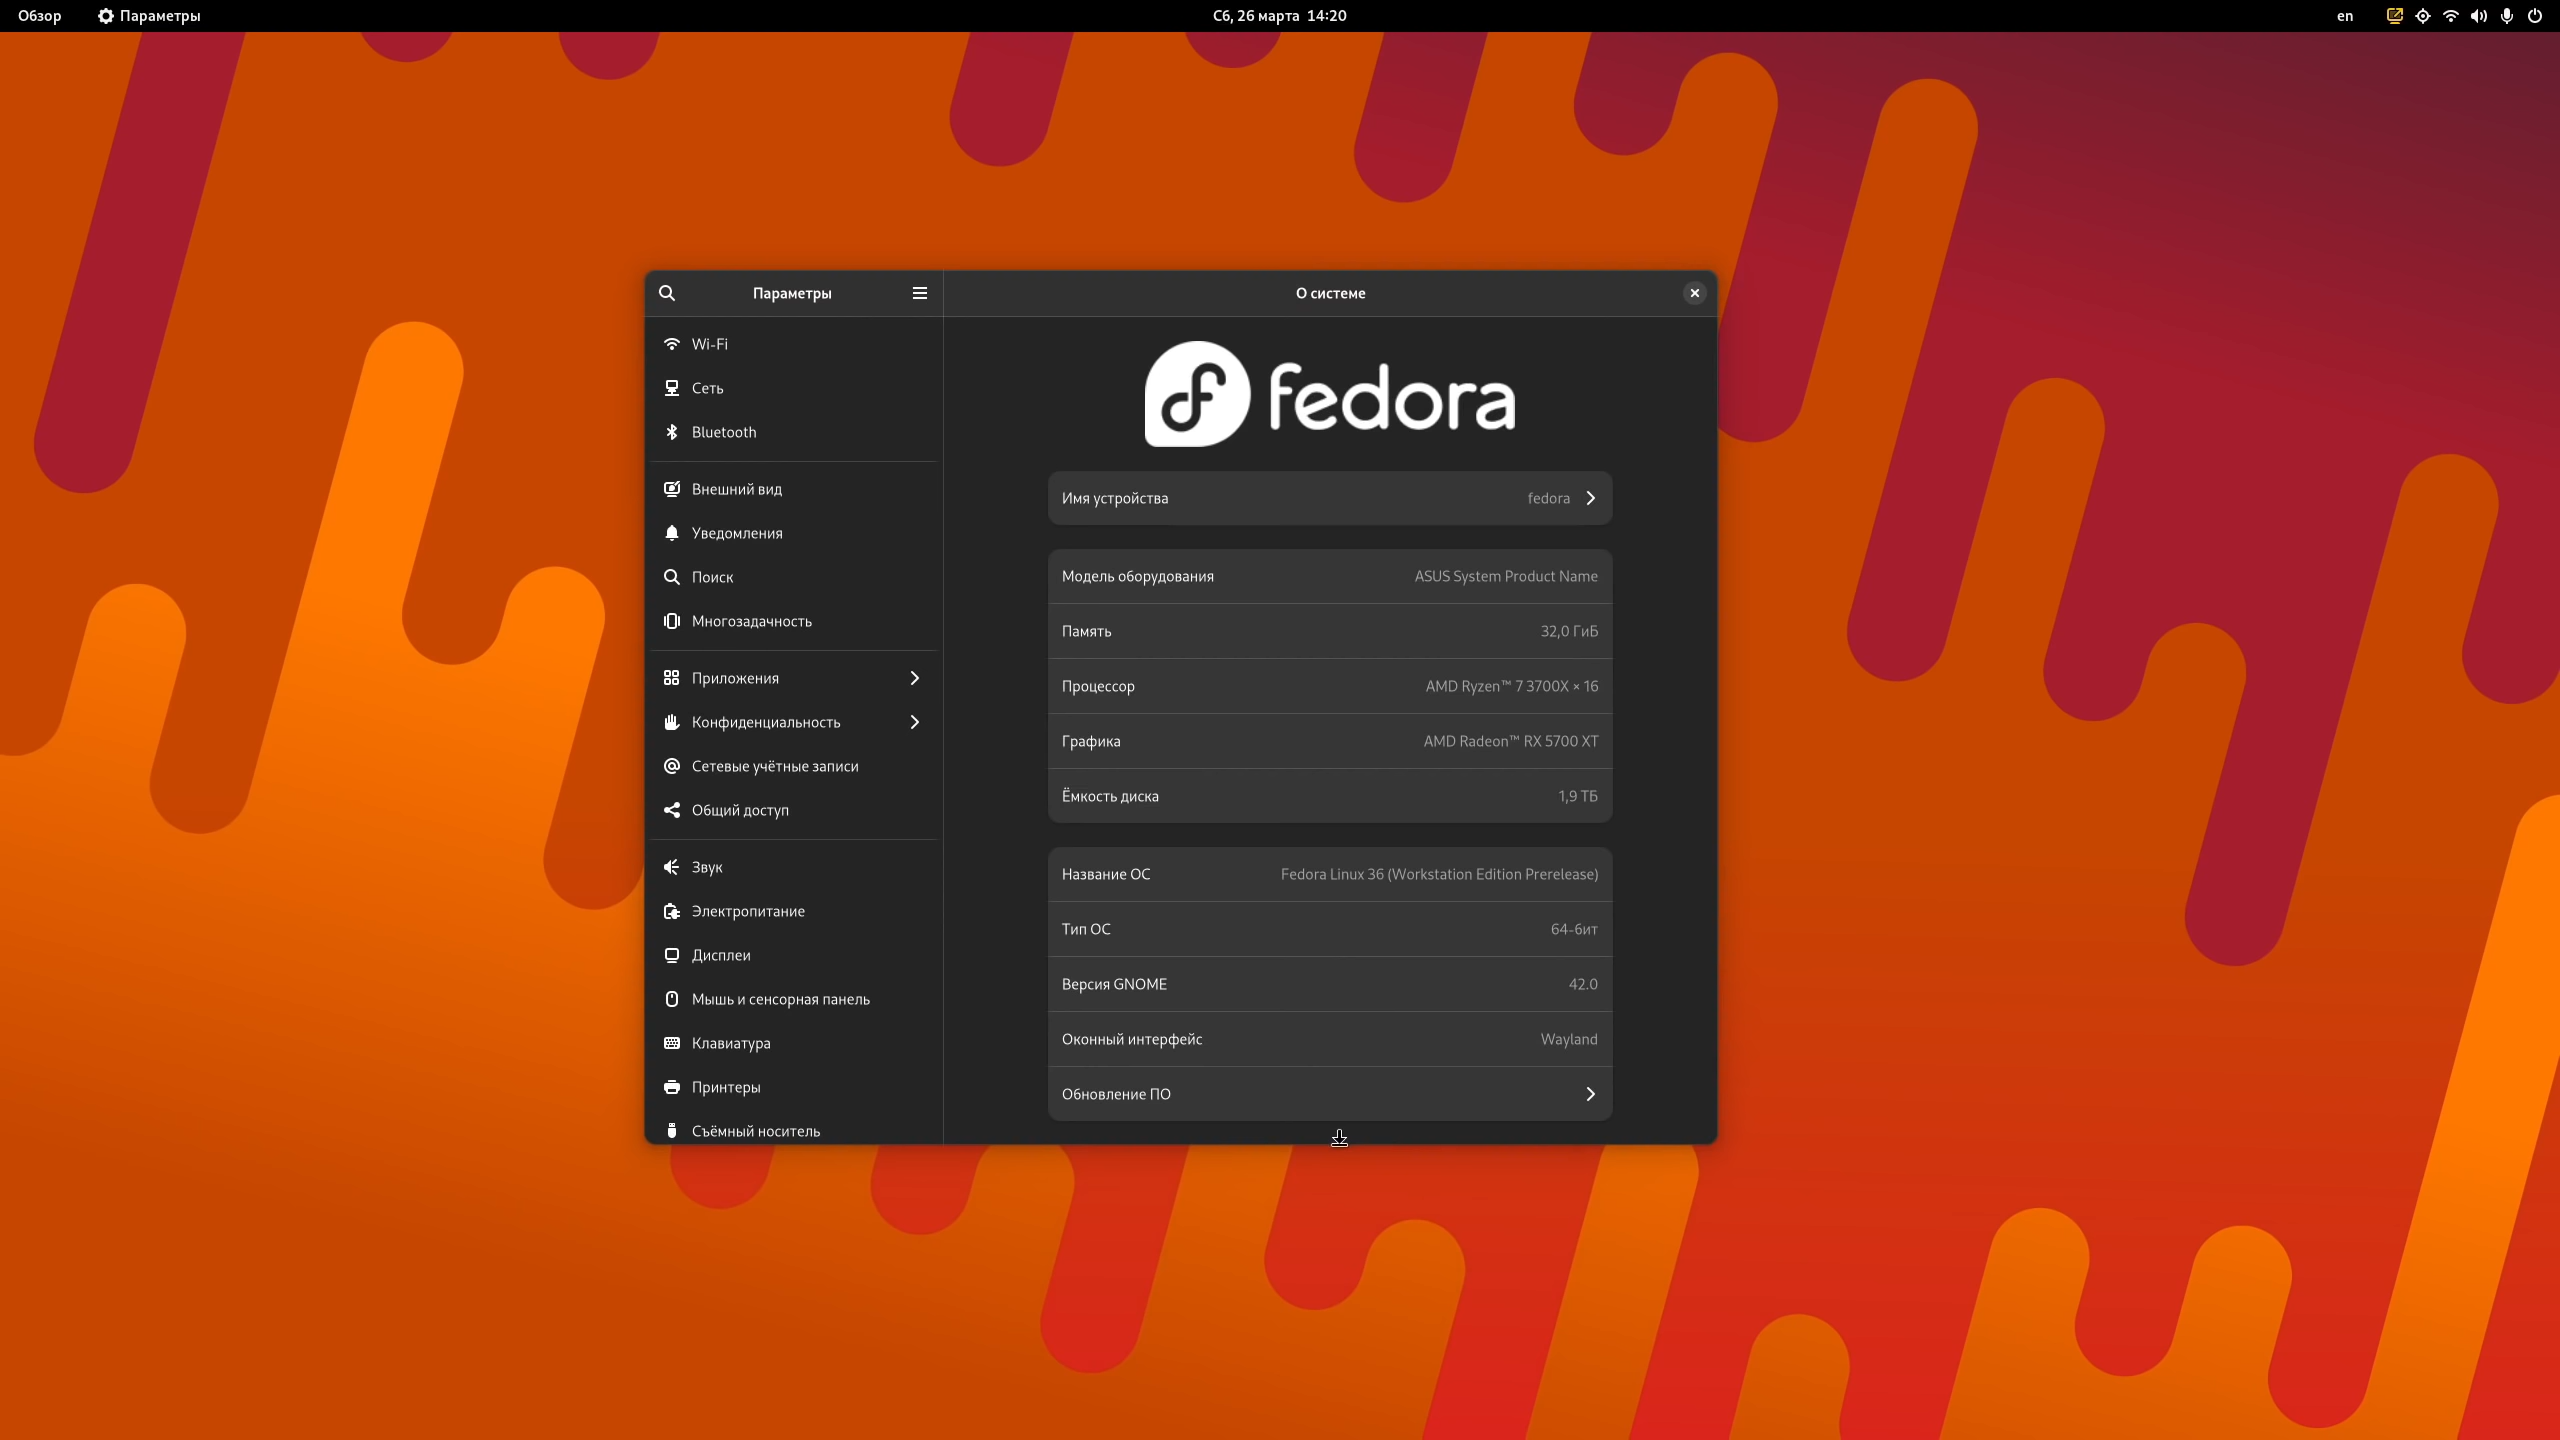 Обзор
Параметры
Сб, 26 марта 14:20
en
Параметры
О системе
Wi-Fi
Сеть
Bluetooth
Внешний вид
Уведомления
Поиск
Многозадачность
Приложения
Конфиденциальность
Сетевые учётные записи
Общий доступ
Звук
Электропитание
Дисплеи
Мышь и сенсорная панель
Клавиатура
Принтеры
Съёмный носитель
fedora
Имя устройства fedora
Модель оборудования ASUS System Product Name
Память 32,0 ГиБ
Процессор AMD Ryzen™ 7 3700X × 16
Графика AMD Radeon™ RX 5700 XT
Ёмкость диска 1,9 ТБ
Название ОС Fedora Linux 36 (Workstation Edition Prerelease)
Тип ОС 64-бит
Версия GNOME 42.0
Оконный интерфейс Wayland
Обновление ПО